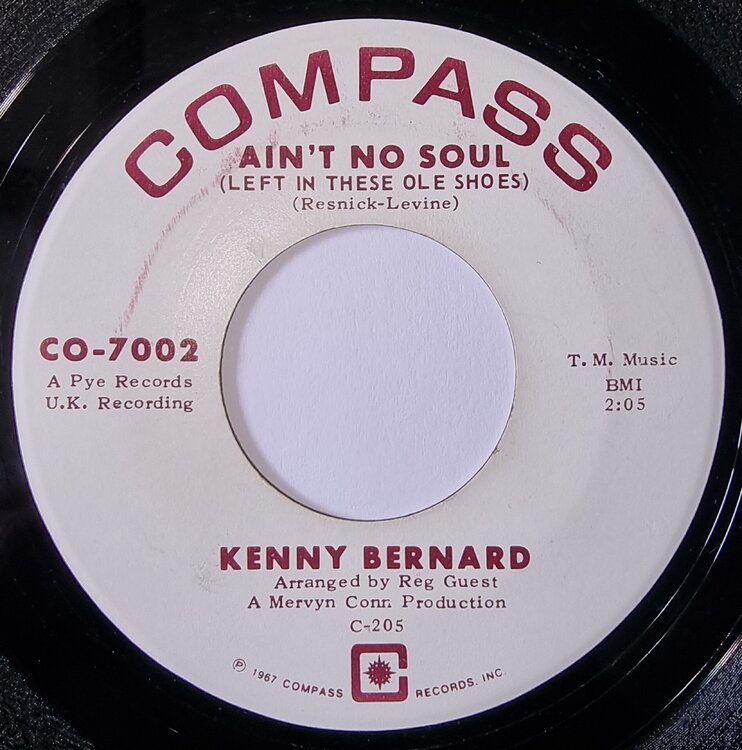 COMPASS
AIN'T NO SOUL
(LEFT IN THESE OLE SHOES)
(Resnick-Levine)
CO-7002
A Pye Records
U.K. Recording
T. M. Music
BMI
2:05
KENNY BERNARD
Arranged by Reg Guest
A Mervyn Conn Production
C-205
℗ 1967 COMPASS C RECORDS, INC.